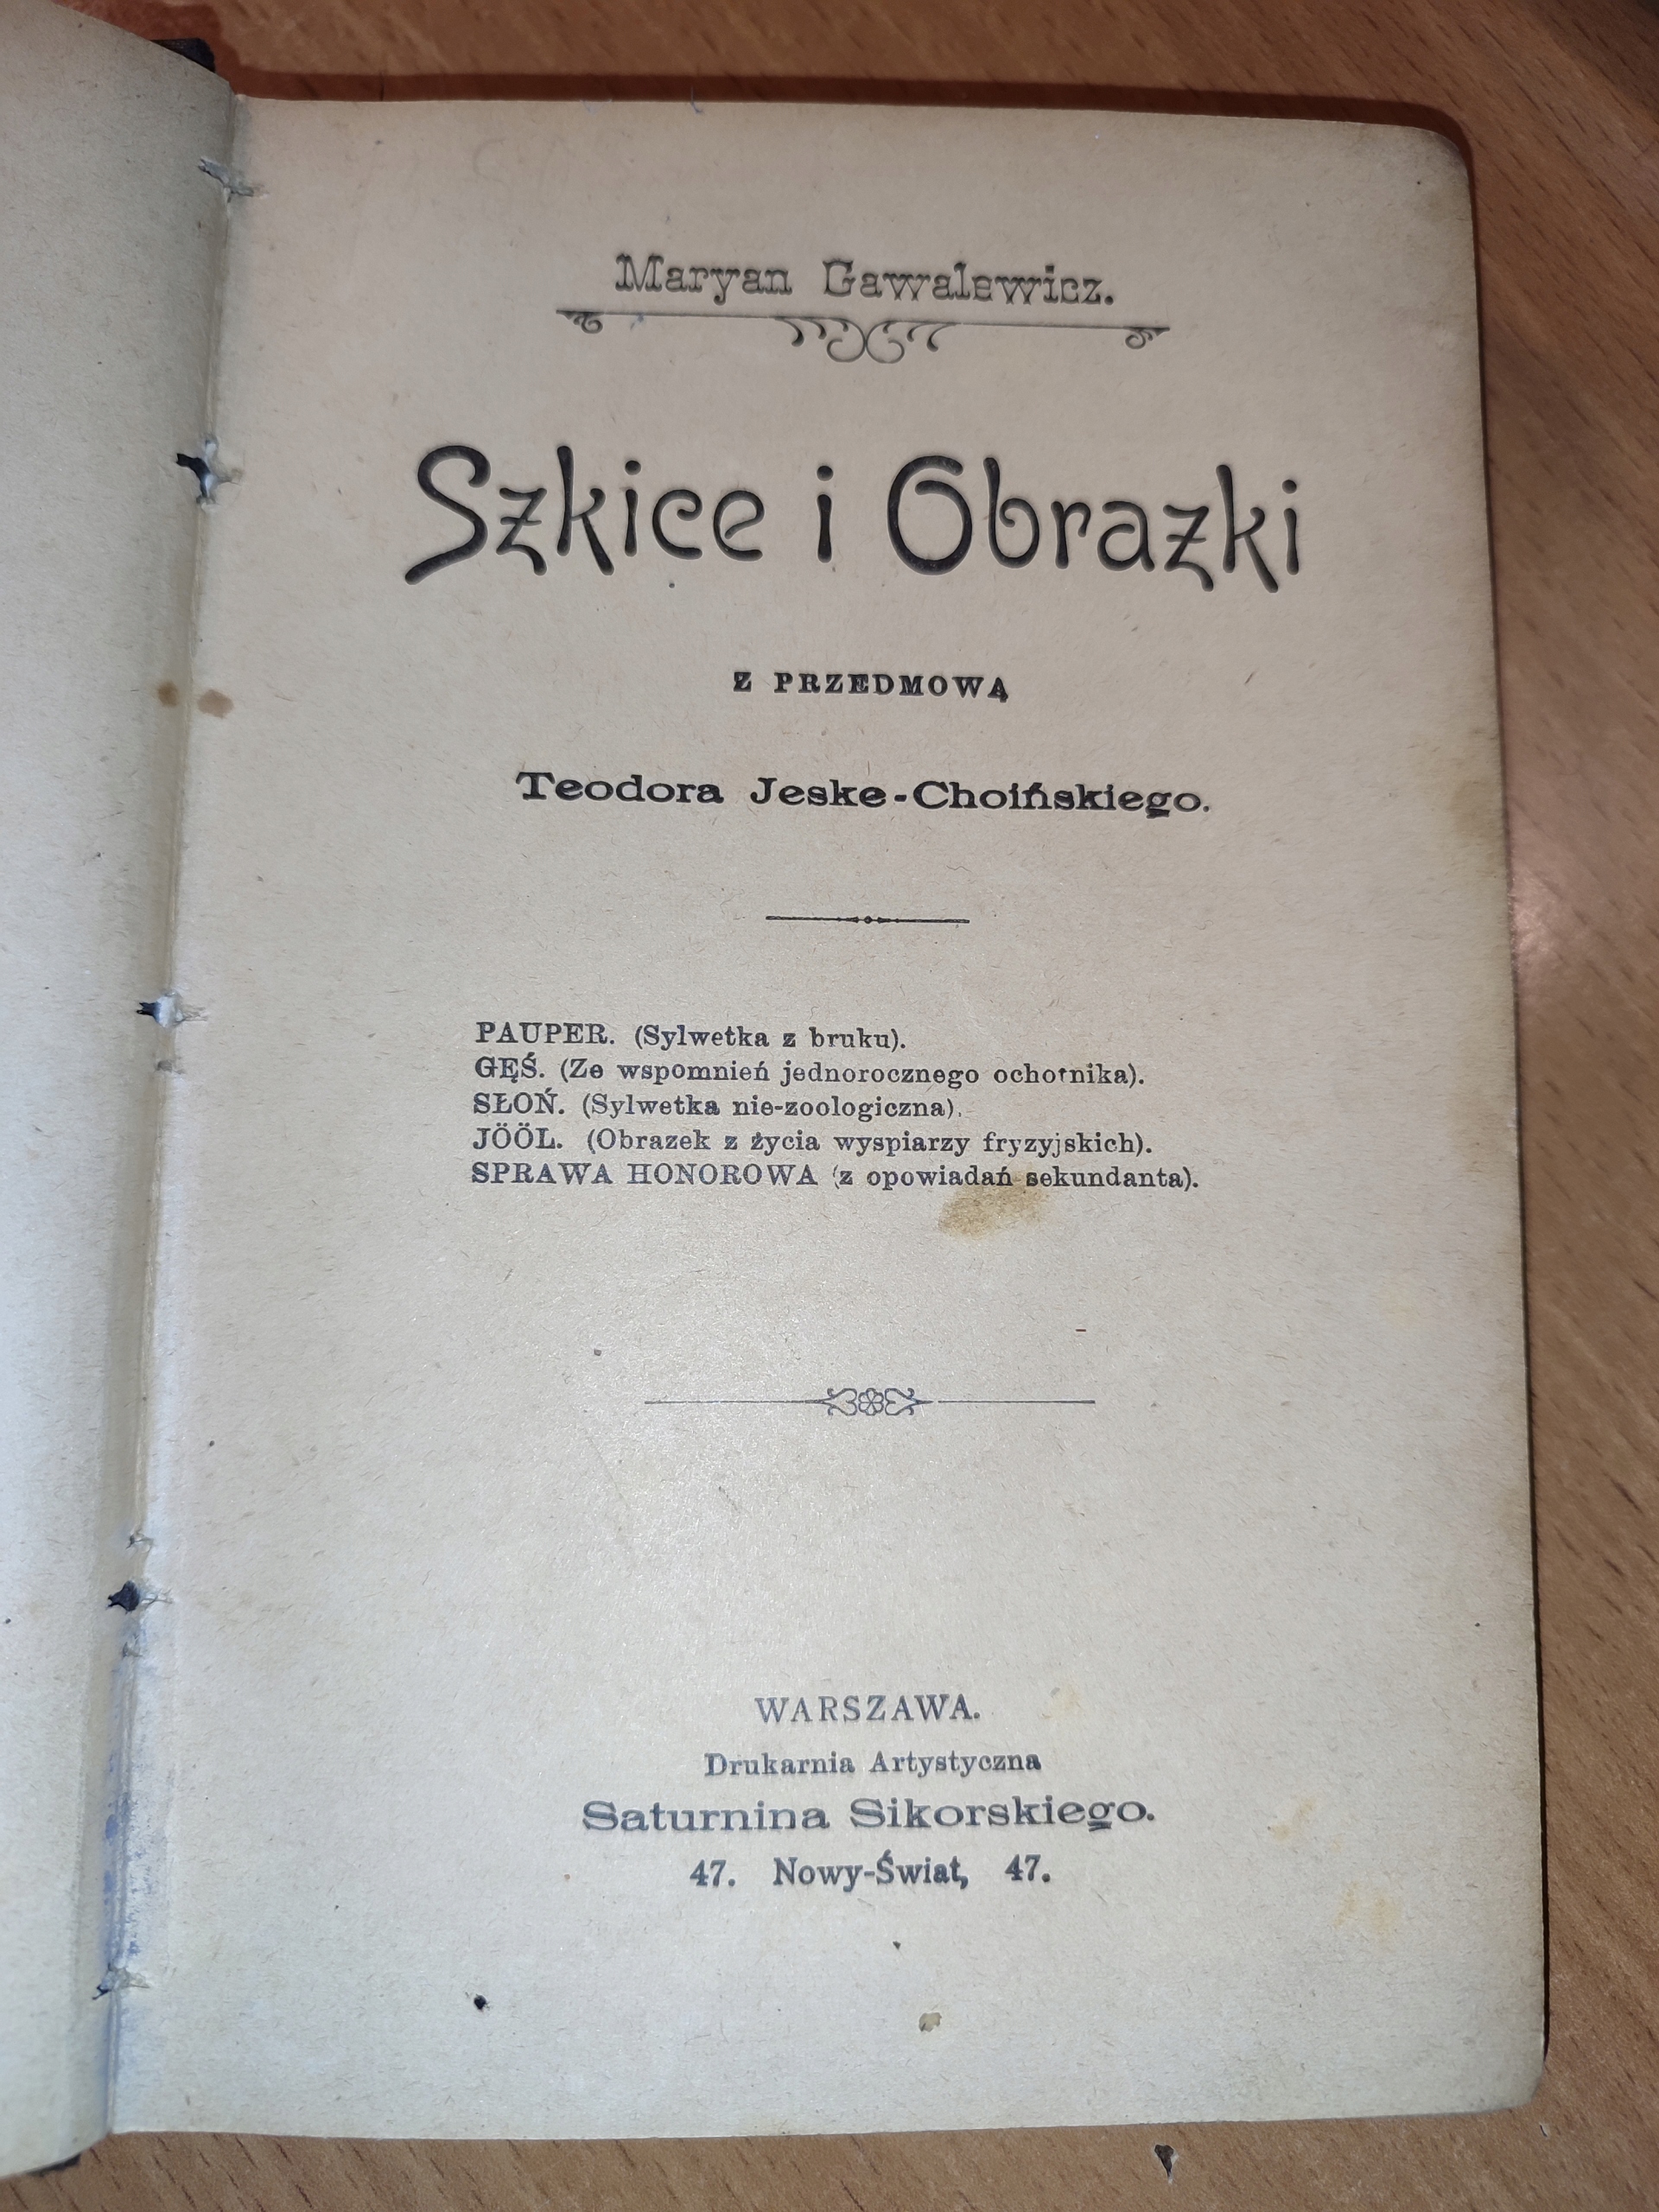 Maryan Gawalewicz.
Szkice i Obrazki
Z PRZEDMOWĄ
Teodora Jeske-Choińskiego.
PAUPER. (Sylwetka z bruku).
GĘŚ. (Ze wspomnień jednorocznego ochotnika).
SŁOŃ. (Sylwetka nie-zoologiczna).
JÖÖL. (Obrazek z życia wyspiarzy fryzyjskich).
SPRAWA HONOROWA (z opowiadań sekundanta).
WARSZAWA.
Drukarnia Artystyczna
Saturnina Sikorskiego.
47. Nowy-Świat, 47.